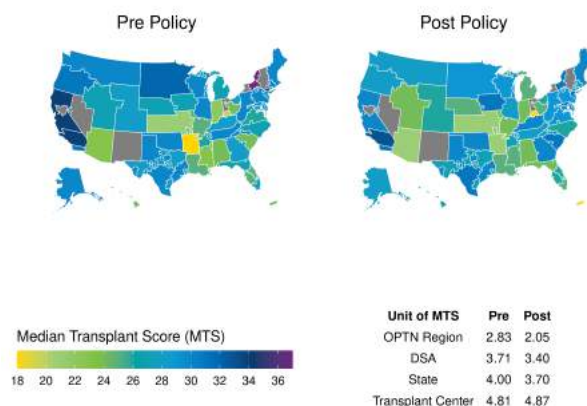 Pre Policy
Post Policy
Median Transplant Score (MTS)
18 20 22 24 26 28 30 32 34 36
Unit of MTS Pre Post
OPTN Region 2.83 2.05
DSA 3.71 3.40
State 4.00 3.70
Transplant Center 4.81 4.87